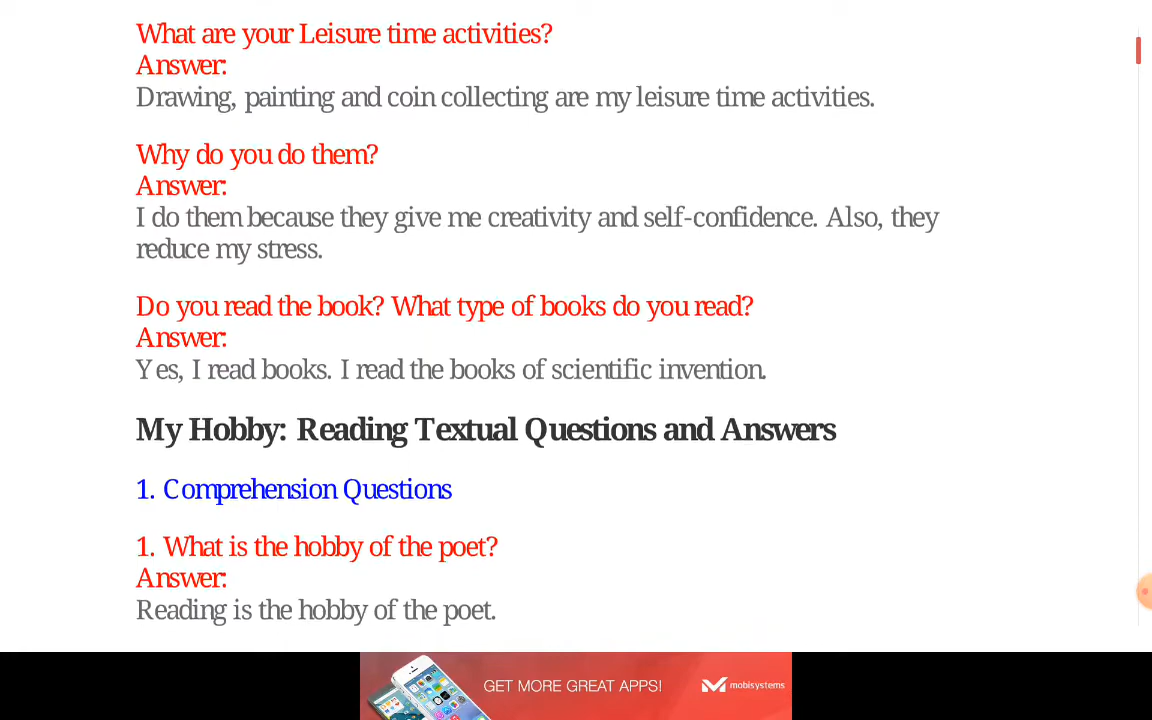 What are your Leisure time activities?
Answer:
Drawing, painting and coin collecting are my leisure time activities.
Why do you do them?
Answer:
I do them because they give me creativity and self-confidence. Also, they
reduce my stress.
Do you read the book? What type of books do you read?
Answer:
Yes, I read books. I read the books of scientific invention.
My Hobby: Reading Textual Questions and Answers
1. Comprehension Questions
1. What is the hobby of the poet?
Answer:
Reading is the hobby of the poet.
GET MORE GREAT APPS!
mobisystems